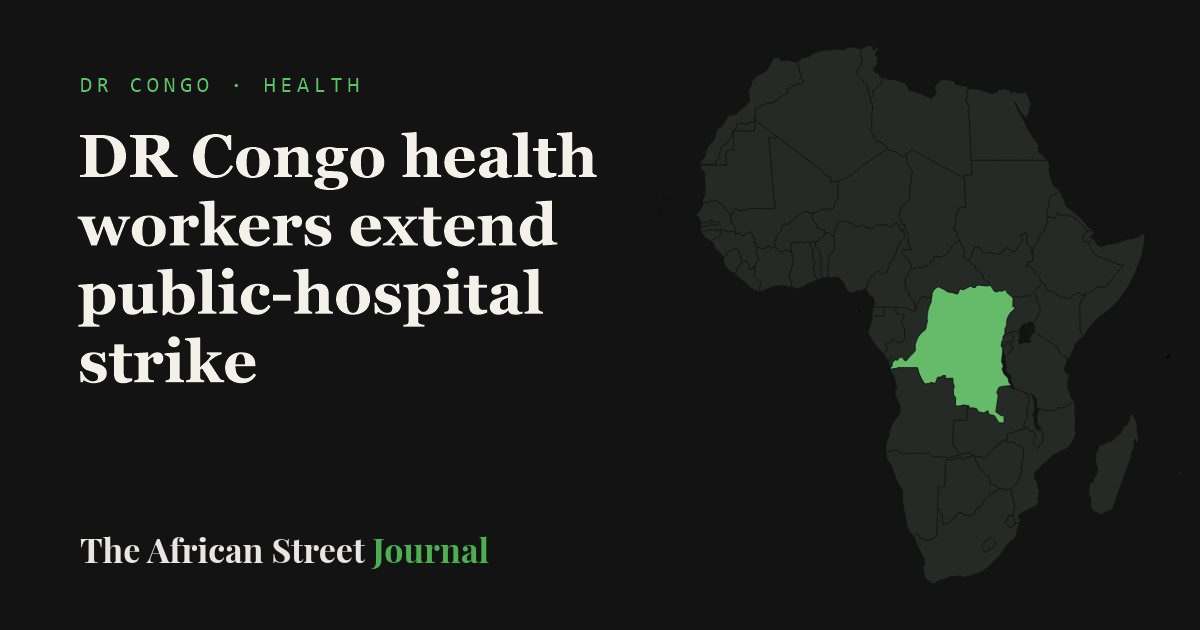 DR CONGO · HEALTH
DR Congo health
workers extend
public-hospital
strike
The African Street Journal